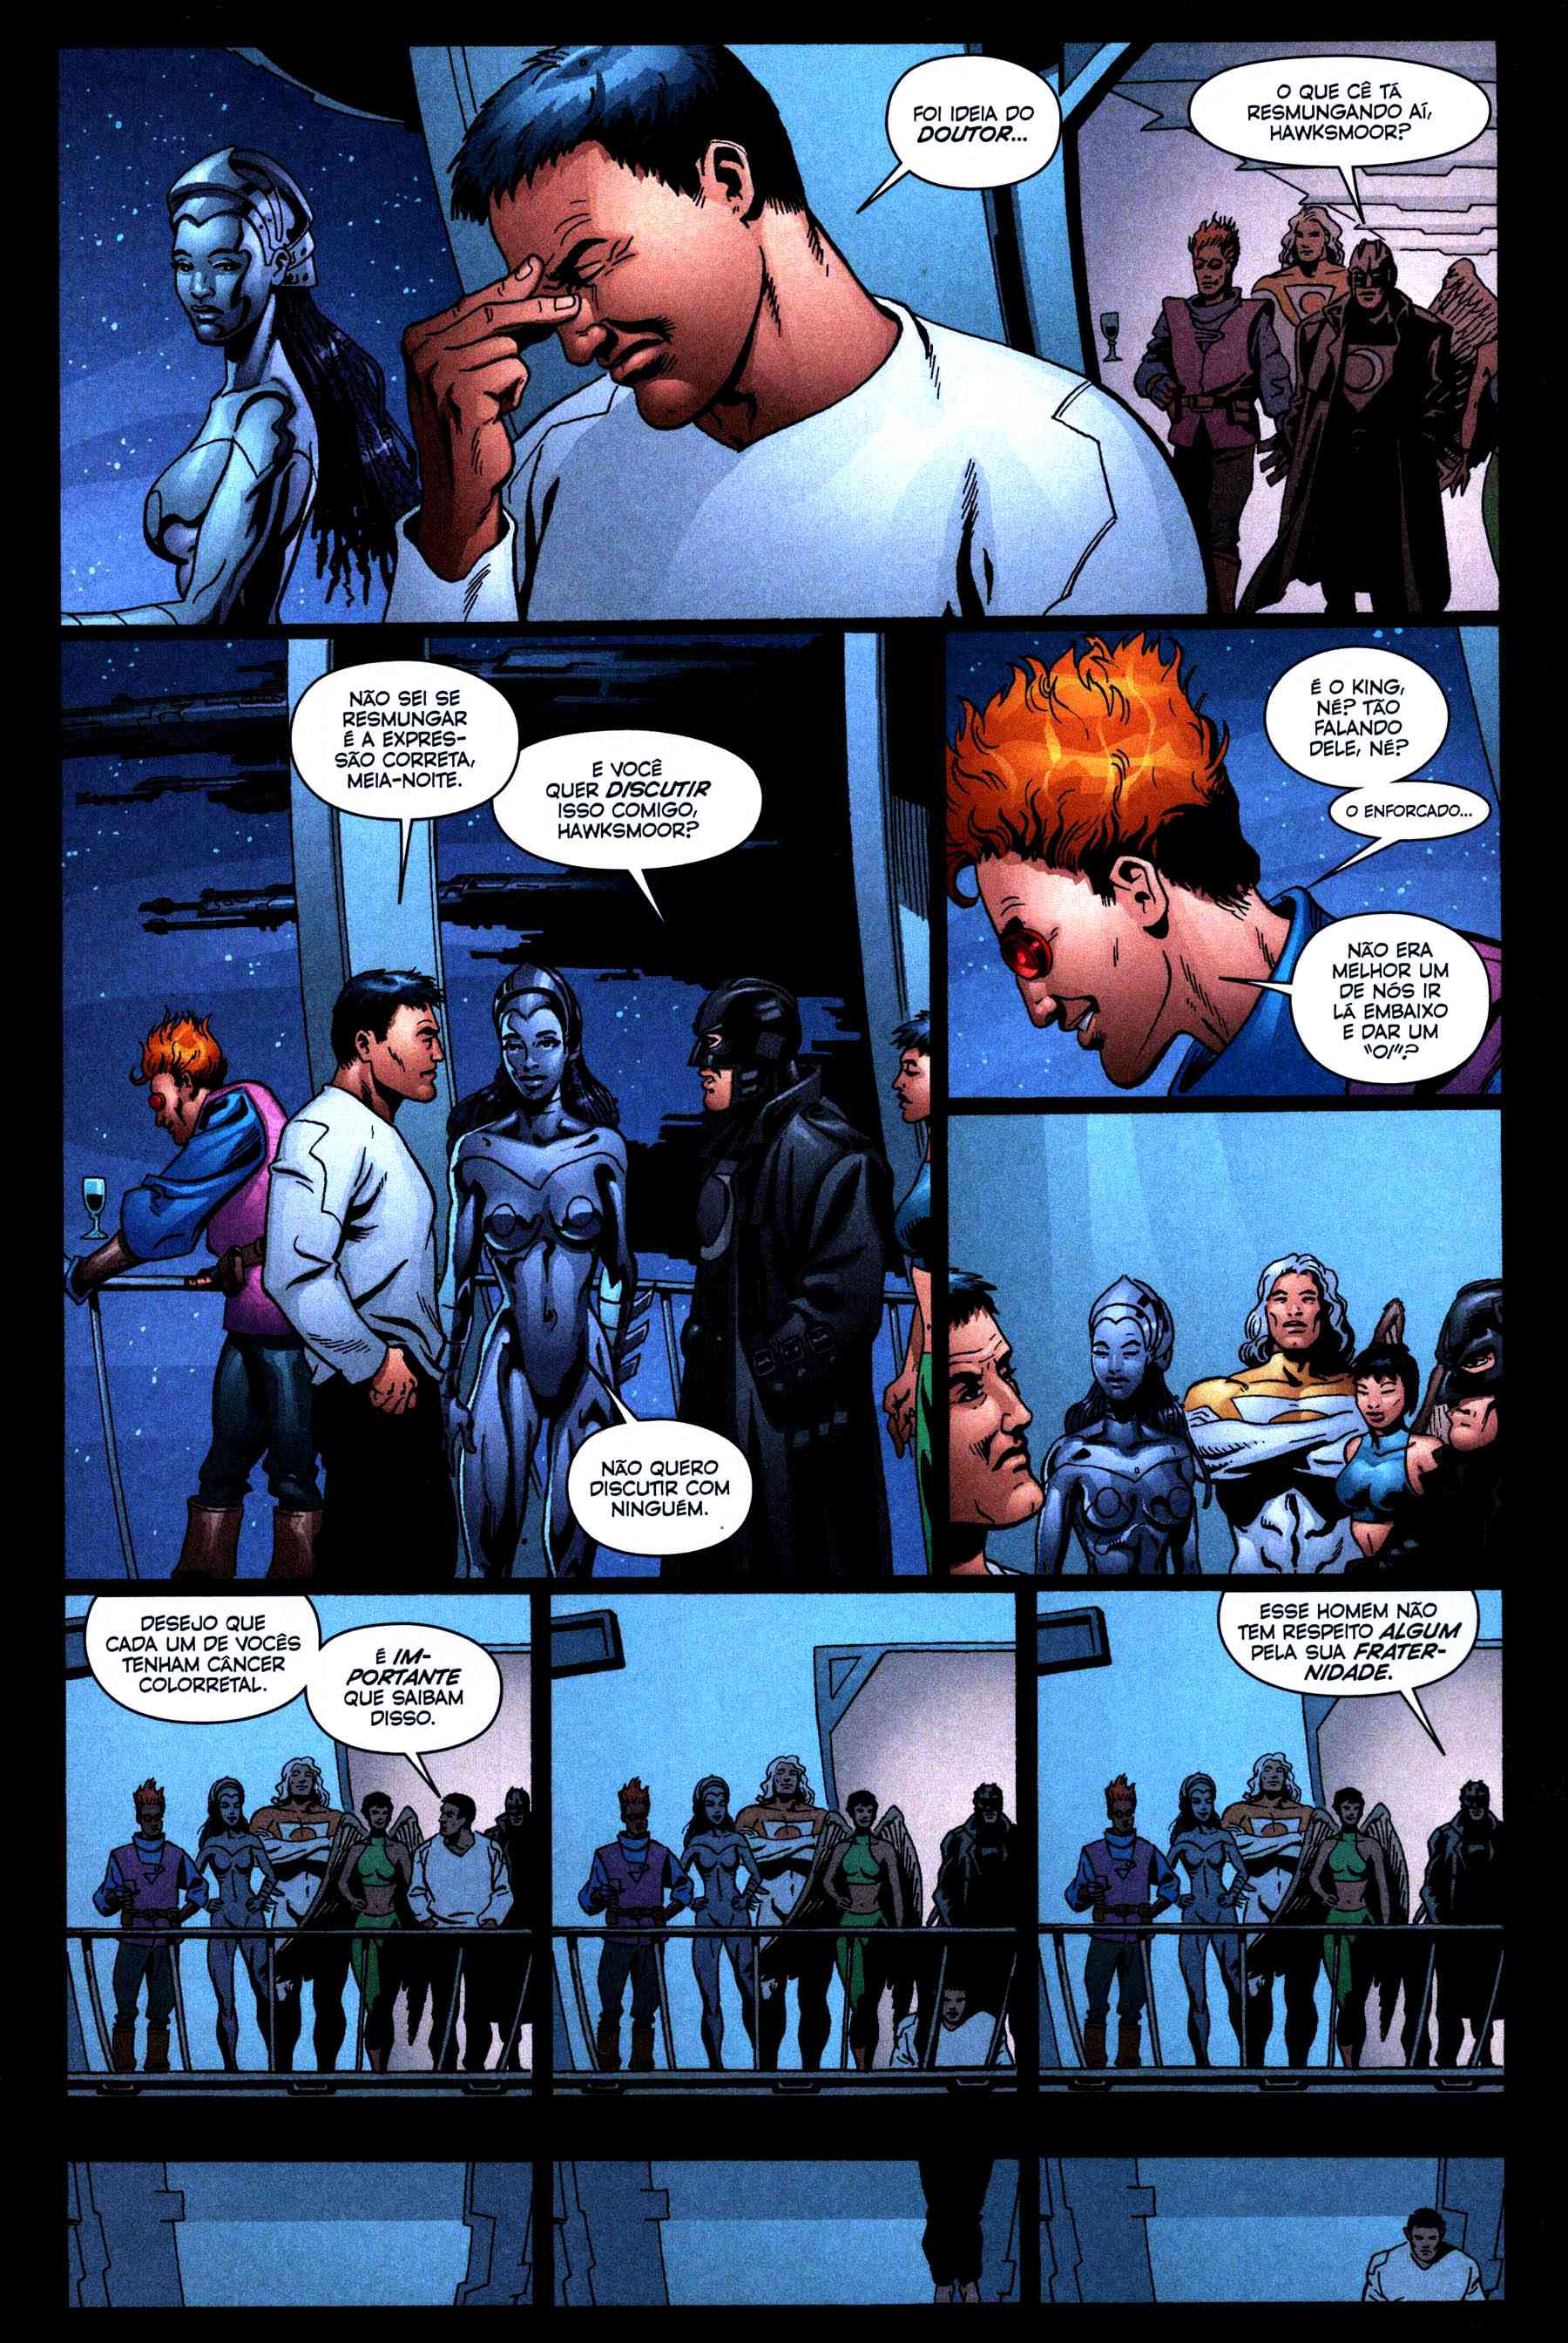 FOI IDEIA DO
DOUTOR...
O QUE CÊ TÁ
RESMUNGANDO AÍ,
HAWKSMOOR?
NÃO SEI SE
RESMUNGAR
É A EXPRES-
SÃO CORRETA,
MEIA-NOITE.
E VOCÊ
QUER DISCUTIR
ISSO COMIGO,
HAWKSMOOR?
NÃO QUERO
DISCUTIR COM
NINGUÉM.
É O KING,
NÉ? TÃO
FALANDO
DELE, NÉ?
O ENFORCADO...
NÃO ERA
MELHOR UM
DE NÓS IR
LÁ EMBAIXO
E DAR UM
"OI"?
DESEJO QUE
CADA UM DE VOCÊS
TENHAM CÂNCER
COLORRETAL.
É IM-
PORTANTE
QUE SAIBAM
DISSO.
ESSE HOMEM NÃO
TEM RESPEITO ALGUM
PELA SUA FRATER-
NIDADE.